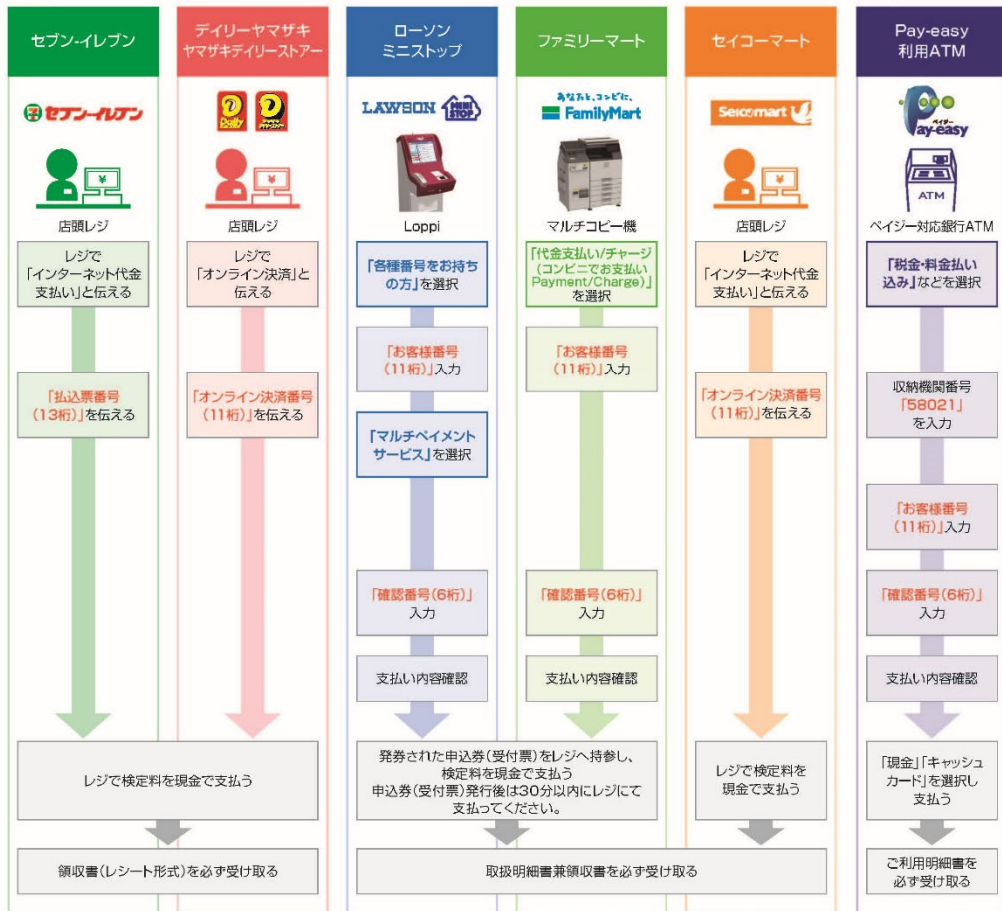 セブン-イレブン
セブン-イレブン
店頭レジ
レジで
「インターネット代金
支払い」と伝える
「払込票番号
(13桁)」を伝える
デイリーヤマザキ
ヤマザキデイリーストアー
Daily
店頭レジ
レジで
「オンライン決済」と
伝える
「オンライン決済番号
(11桁)」を伝える
レジで検定料を現金で支払う
領収書(レシート形式)を必ず受け取る
ローソン
ミニストップ
LAWSON
MINI
STOP
Loppi
「各種番号をお持ち
の方」を選択
「お客様番号
(11桁)」入力
「マルチペイメント
サービス」を選択
「確認番号(6桁)」
入力
支払い内容確認
ファミリーマート
あなたと、コンビに、
FamilyMart
マルチコピー機
「代金支払い/チャージ
(コンビニでお支払い
Payment/Charge)」
を選択
「お客様番号
(11桁)」入力
「確認番号(6桁)」
入力
支払い内容確認
発券された申込券(受付票)をレジへ持参し、
検定料を現金で支払う
申込券(受付票)発行後は30分以内にレジにて
支払ってください。
セイコーマート
Seicomart
店頭レジ
レジで
「インターネット代金
支払い」と伝える
「オンライン決済番号
(11桁)」を伝える
レジで検定料を
現金で支払う
取扱明細書兼領収書を必ず受け取る
Pay-easy
利用ATM
ペイジー
Pay-easy
ATM
ペイジー対応銀行ATM
「税金・料金払い
込み」などを選択
収納機関番号
「58021」
を入力
「お客様番号
(11桁)」入力
「確認番号(6桁)」
入力
支払い内容確認
「現金」「キャッシュ
カード」を選択し
支払う
ご利用明細書を
必ず受け取る